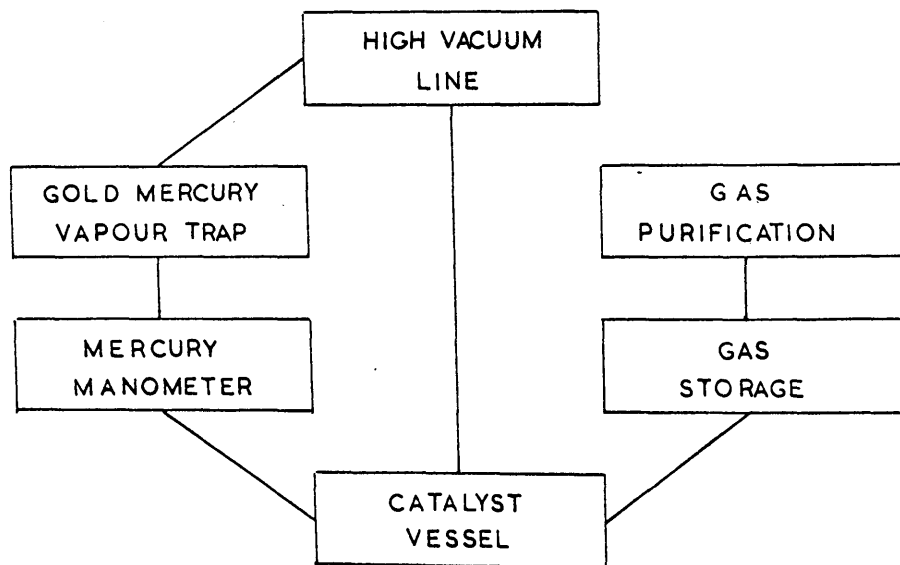 HIGH VACUUM
LINE
GOLD MERCURY
VAPOUR TRAP
GAS
PURIFICATION
MERCURY
MANOMETER
GAS
STORAGE
CATALYST
VESSEL